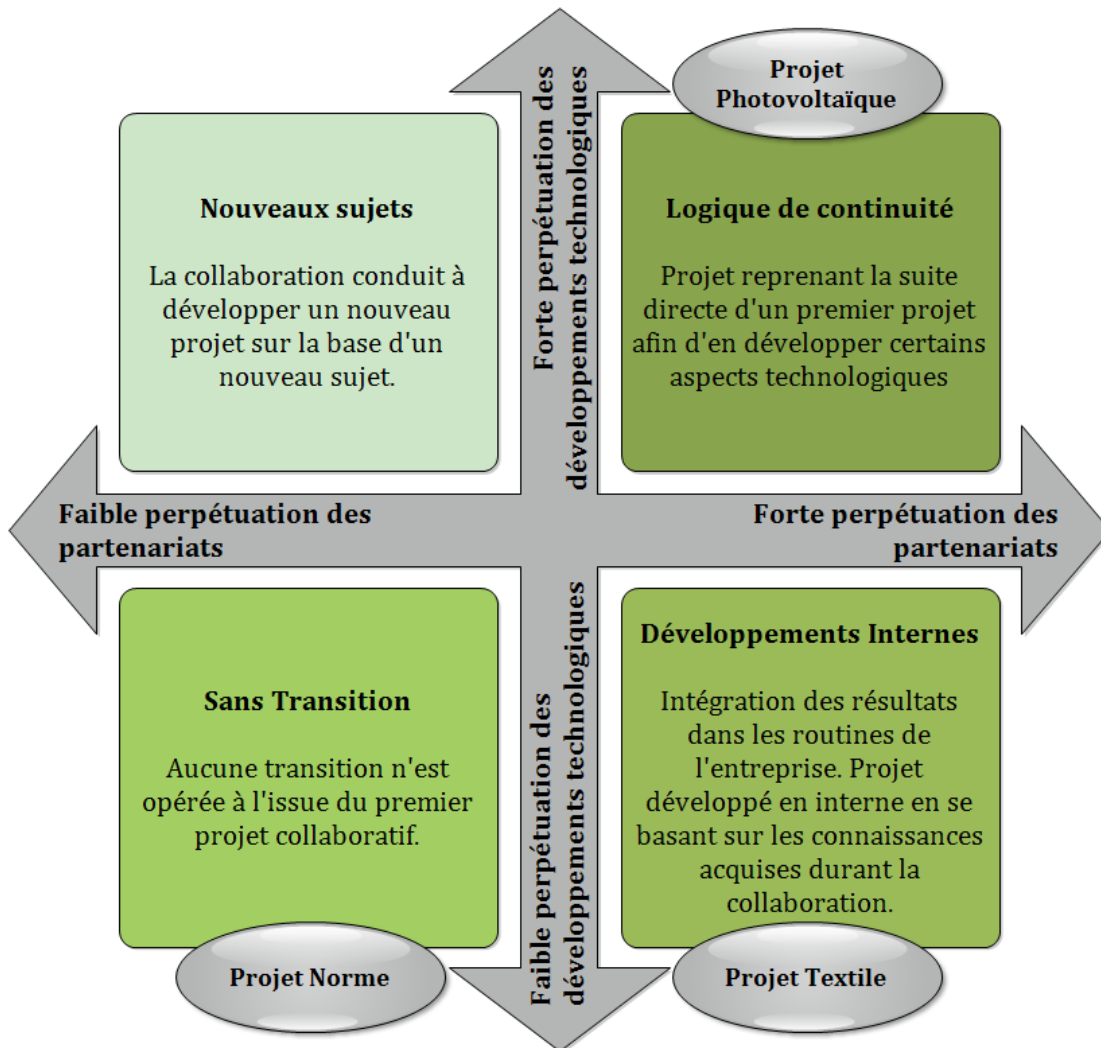 Projet
Photovoltaïque
Forte perpétuation des
développements technologiques
Nouveaux sujets
La collaboration conduit à
développer un nouveau
projet sur la base d'un
nouveau sujet.
Logique de continuité
Projet reprenant la suite
directe d'un premier projet
afin d'en développer certains
aspects technologiques
Faible perpétuation des
partenariats
Forte perpétuation des
partenariats
Faible perpétuation des
développements technologiques
Sans Transition
Aucune transition n'est
opérée à l'issue du premier
projet collaboratif.
Développements Internes
Intégration des résultats
dans les routines de
l'entreprise. Projet
développé en interne en se
basant sur les connaissances
acquises durant la
collaboration.
Projet Norme
Projet Textile